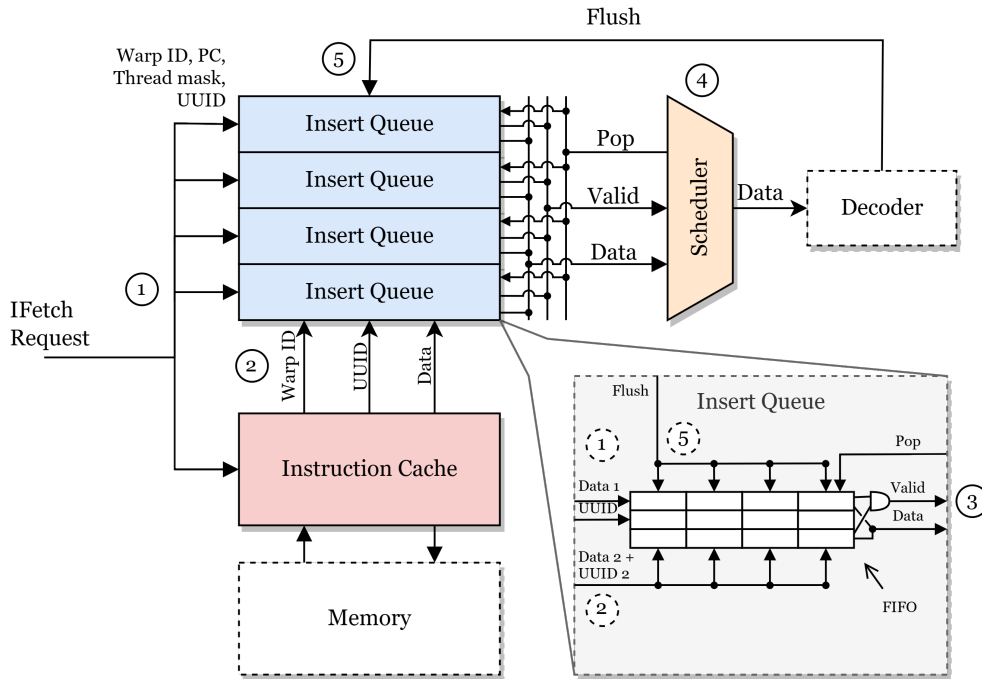 Flush
Warp ID, PC,
Thread mask,
UUID
5
4
Insert Queue
Insert Queue
Insert Queue
Insert Queue
Pop
Valid
Data
Scheduler
Data
Decoder
1
IFetch
Request
2
Warp ID
UUID
Data
Instruction Cache
Memory
Insert Queue
Flush
5
1
Pop
Data 1
UUID
Valid
Data
3
Data 2 +
UUID 2
2
FIFO